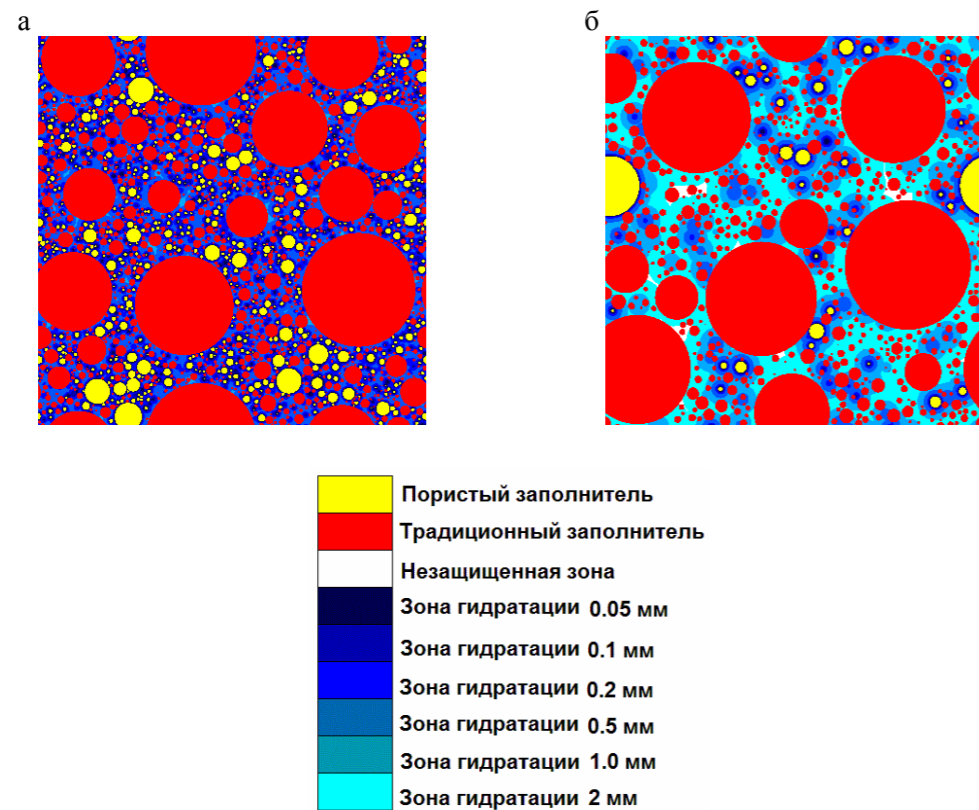 а
б
Пористый заполнитель
Традиционный заполнитель
Незащищенная зона
Зона гидратации 0.05 мм
Зона гидратации 0.1 мм
Зона гидратации 0.2 мм
Зона гидратации 0.5 мм
Зона гидратации 1.0 мм
Зона гидратации 2 мм